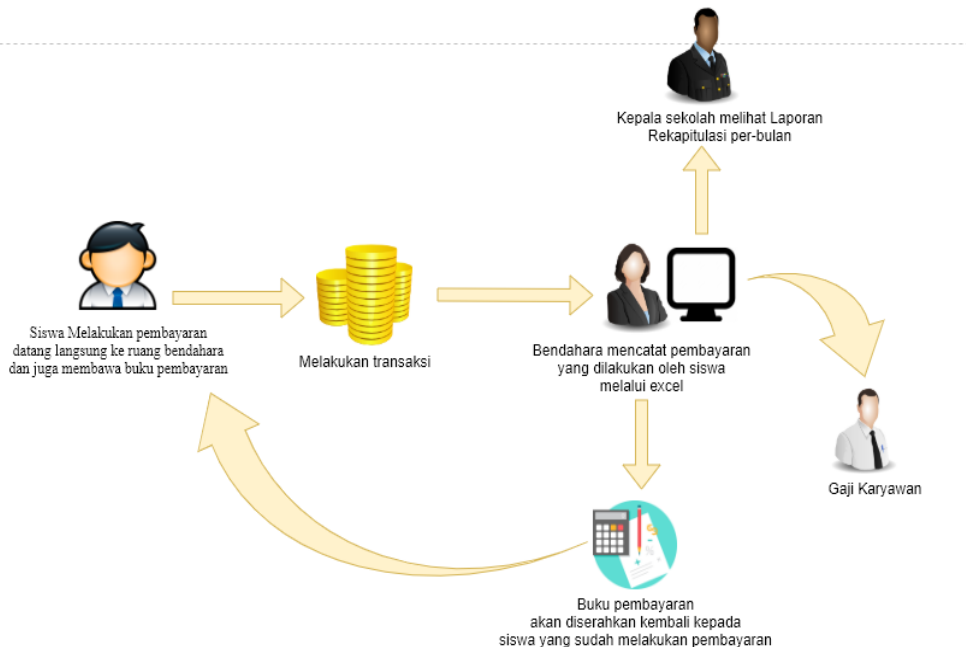 Kepala sekolah melihat Laporan
Rekapitulasi per-bulan
Siswa Melakukan pembayaran
datang langsung ke ruang bendahara
dan juga membawa buku pembayaran
Melakukan transaksi
Bendahara mencatat pembayaran
yang dilakukan oleh siswa
melalui excel
Gaji Karyawan
Buku pembayaran
akan diserahkan kembali kepada
siswa yang sudah melakukan pembayaran